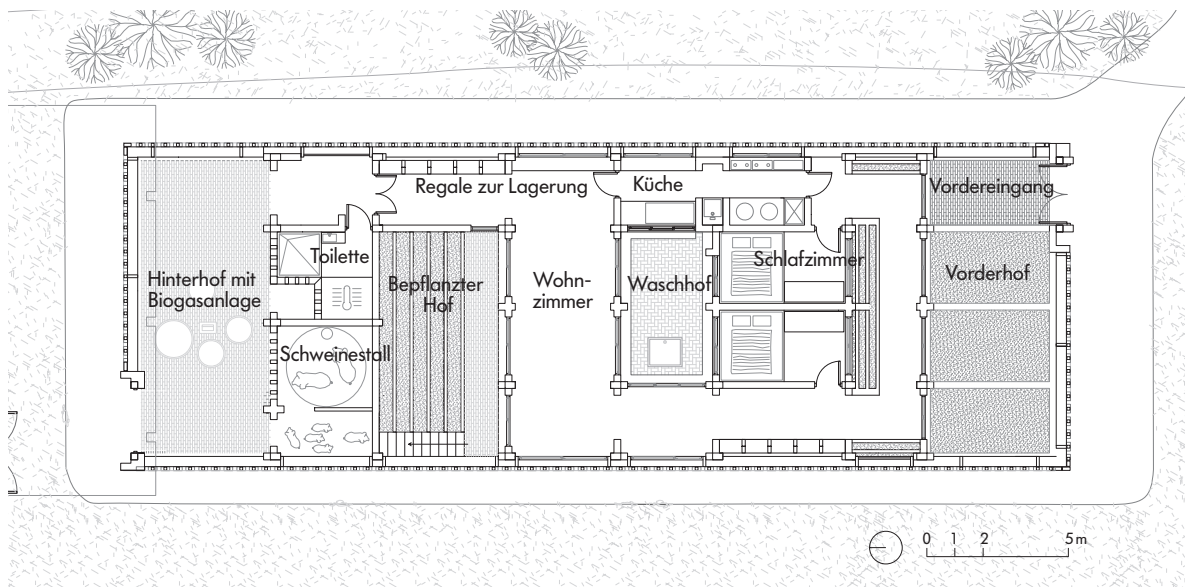 Regale zur Lagerung
Küche
Vordereingang
Toilette
Bepflanzter
Hof
Wohn-
zimmer
Waschhof
Schlafzimmer
Vorderhof
Hinterhof mit
Biogasanlage
Schweinestall
0 1 2 5 m